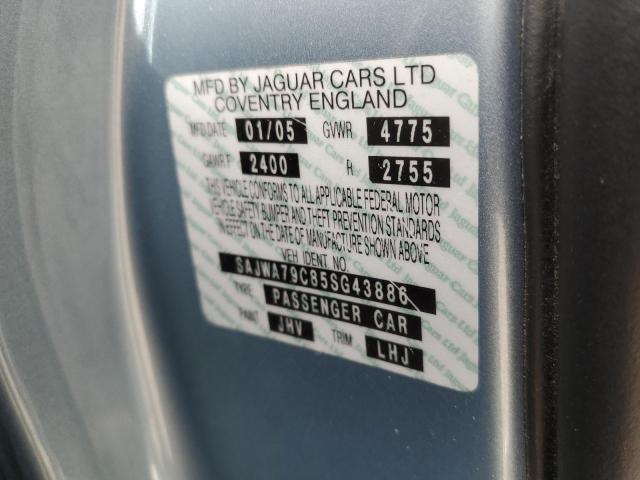 MFD BY JAGUAR CARS LTD
COVENTRY ENGLAND
MFD DATE 01/05 GVWR 4775
GAWR F 2400 R 2755
THIS VEHICLE CONFORMS TO ALL APPLICABLE FEDERAL MOTOR
VEHICLE SAFETY BUMPER AND THEFT PREVENTION STANDARDS
IN EFFECT ON THE DATE OF MANUFACTURE SHOWN ABOVE
VEH IDENT NO.
SAJWA79C85SG43886
TYPE PASSENGER CAR
PAINT JHV TRIM LHJ